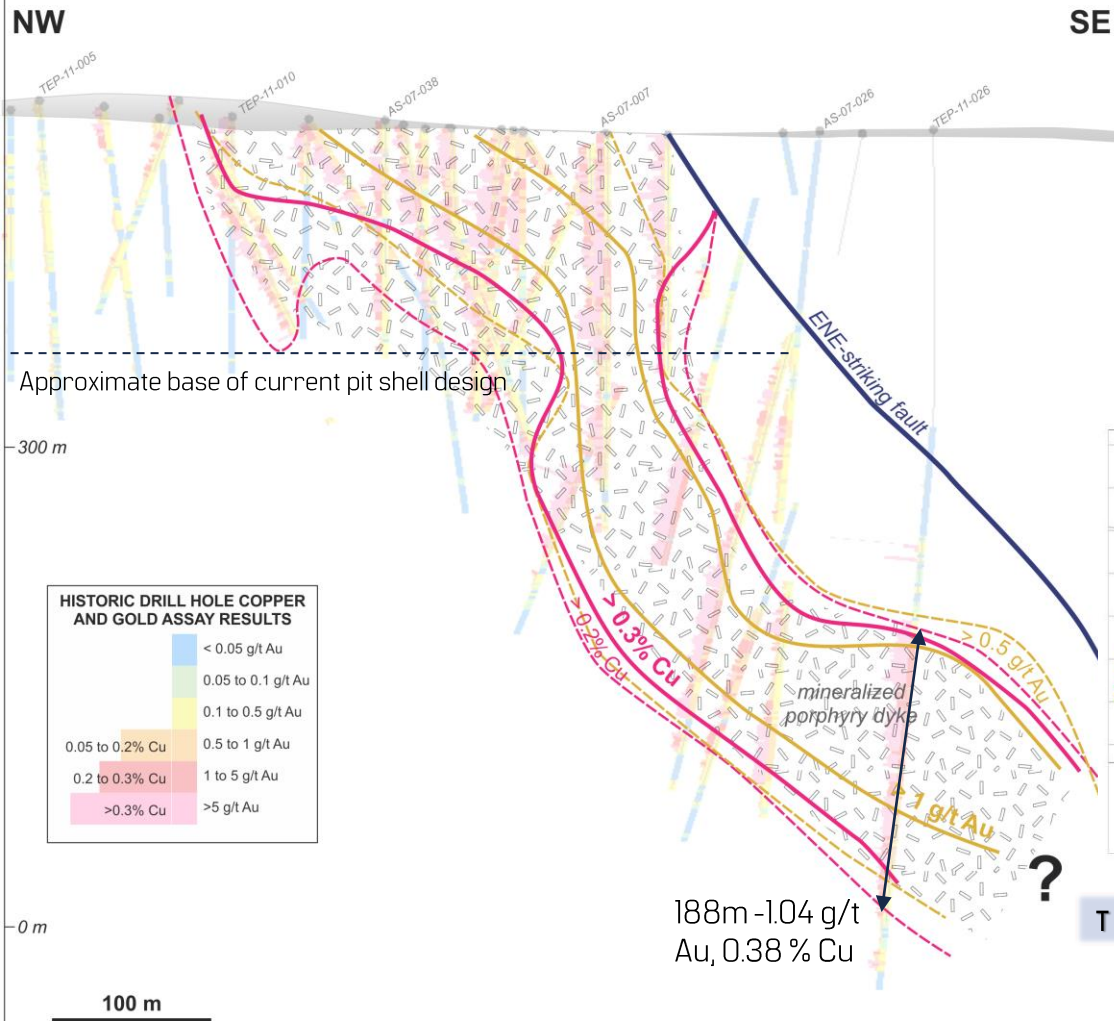 NW
SE
TEP-11-005
TEP-11-010
AS-07-038
AS-07-007
AS-07-026
TEP-11-026
ENE-striking fault
Approximate base of current pit shell design
300 m
HISTORIC DRILL HOLE COPPER
AND GOLD ASSAY RESULTS
< 0.05 g/t Au
0.05 to 0.1 g/t Au
0.1 to 0.5 g/t Au
0.05 to 0.2% Cu
0.5 to 1 g/t Au
0.2 to 0.3% Cu
1 to 5 g/t Au
>0.3% Cu
>5 g/t Au
> 0.3% Cu
> 0.2% Cu
> 0.5 g/t Au
mineralized
porphyry dyke
> 1 g/t Au
?
188m -1.04 g/t
Au, 0.38 % Cu
0 m
T
100 m